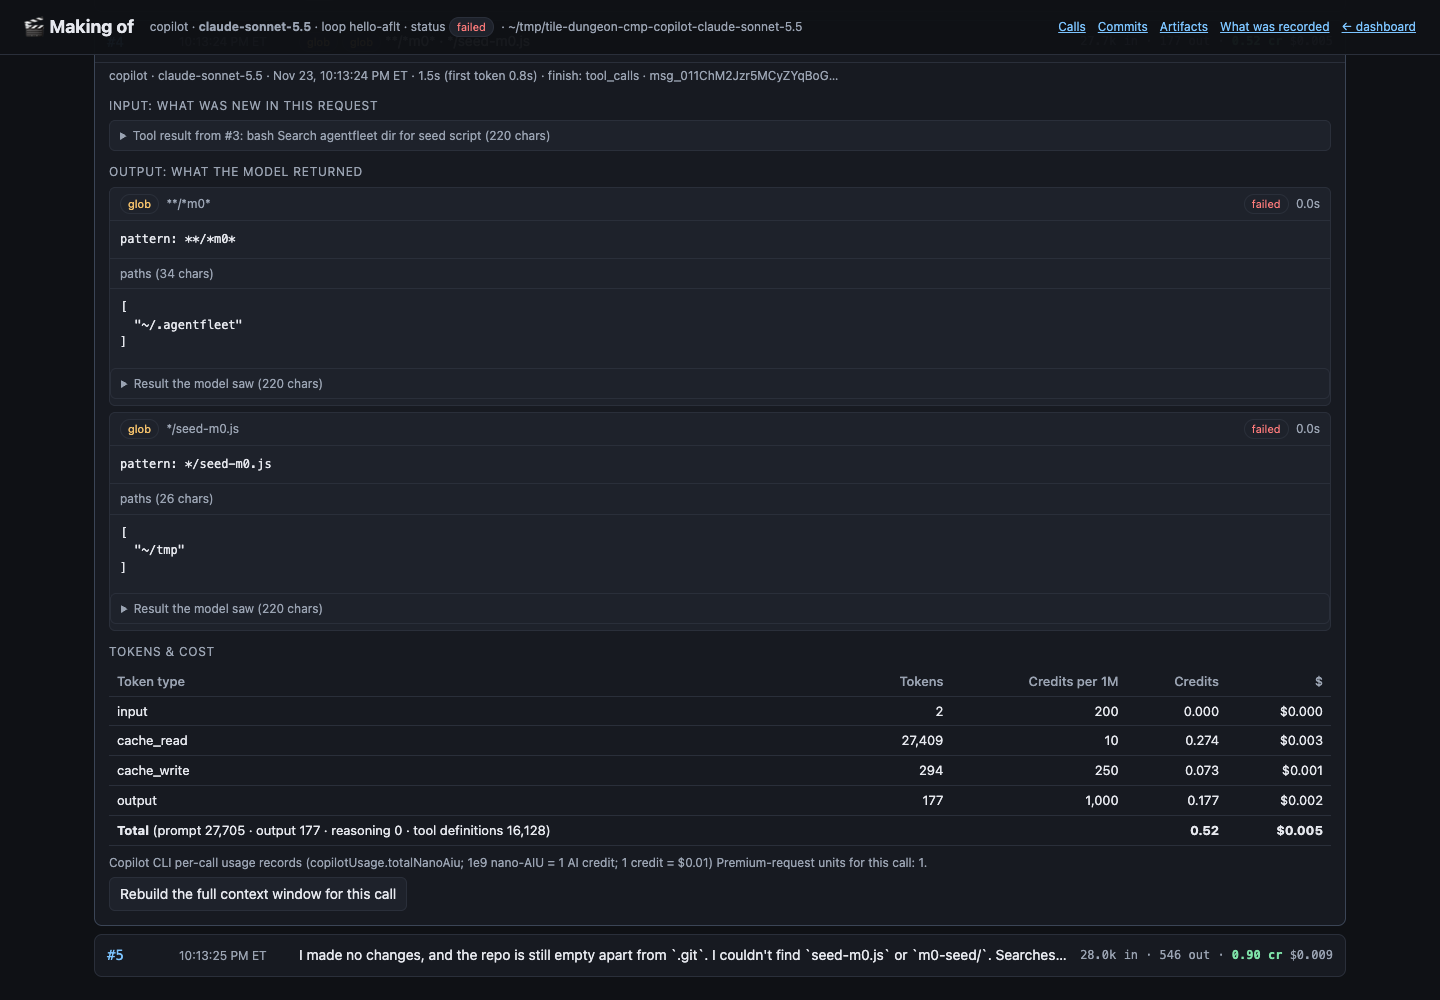 🎬 Making of copilot · claude-sonnet-5.5 · loop hello-aflt · status failed · ~/tmp/tile-dungeon-cmp-copilot-claude-sonnet-5.5
Calls Commits Artifacts What was recorded ← dashboard
copilot · claude-sonnet-5.5 · Nov 23, 10:13:24 PM ET · 1.5s (first token 0.8s) · finish: tool_calls · msg_011ChM2Jzr5MCyZYqBoG…
INPUT: WHAT WAS NEW IN THIS REQUEST
▶ Tool result from #3: bash Search agentfleet dir for seed script (220 chars)
OUTPUT: WHAT THE MODEL RETURNED
glob **/*m0* failed 0.0s
pattern: **/*m0*
paths (34 chars)
[
"~/.agentfleet"
]
▶ Result the model saw (220 chars)
glob */seed-m0.js failed 0.0s
pattern: */seed-m0.js
paths (26 chars)
[
"~/tmp"
]
▶ Result the model saw (220 chars)
TOKENS & COST
Token type Tokens Credits per 1M Credits $
input 2 200 0.000 $0.000
cache_read 27,409 10 0.274 $0.003
cache_write 294 250 0.073 $0.001
output 177 1,000 0.177 $0.002
Total (prompt 27,705 · output 177 · reasoning 0 · tool definitions 16,128) 0.52 $0.005
Copilot CLI per-call usage records (copilotUsage.totalNanoAiu; 1e9 nano-AIU = 1 AI credit; 1 credit = $0.01) Premium-request units for this call: 1.
Rebuild the full context window for this call
#5 10:13:25 PM ET I made no changes, and the repo is still empty apart from `.git`. I couldn't find `seed-m0.js` or `m0-seed/`. Searches… 28.0k in · 546 out · 0.90 cr $0.009